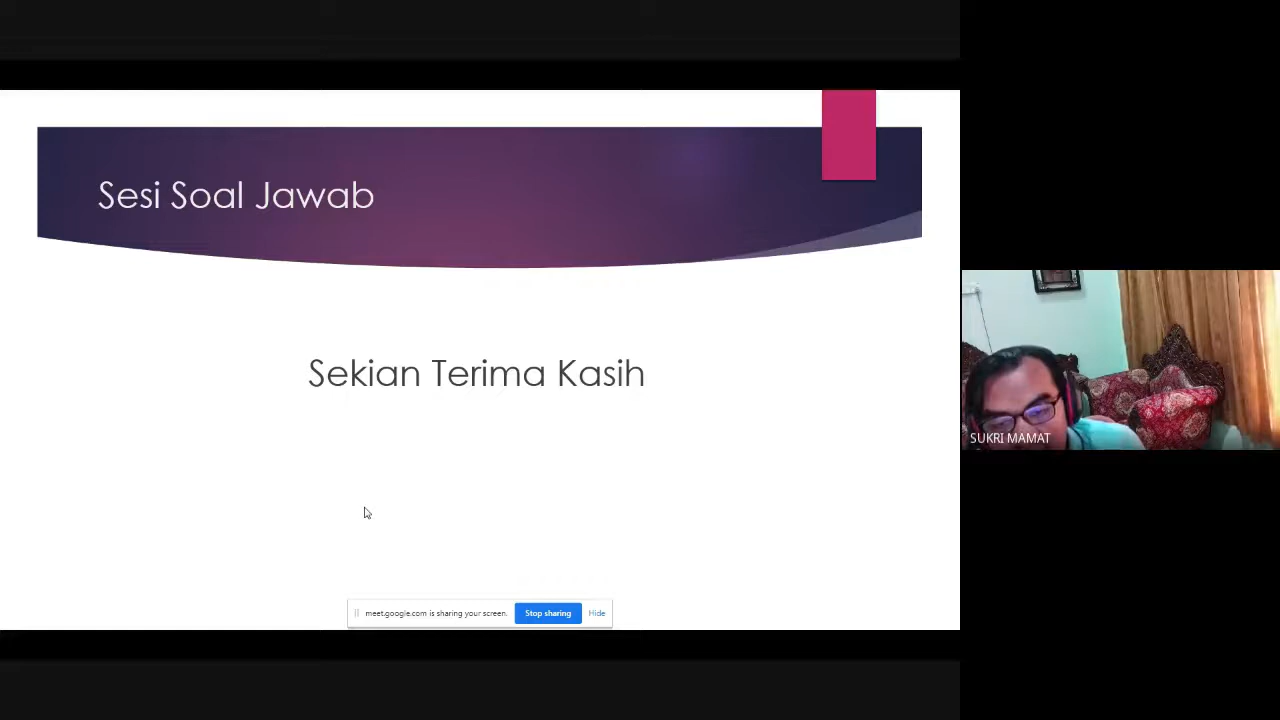 Sesi Soal Jawab
Sekian Terima Kasih
SUKRI MAMAT
meet.google.com is sharing your screen.
Stop sharing
Hide